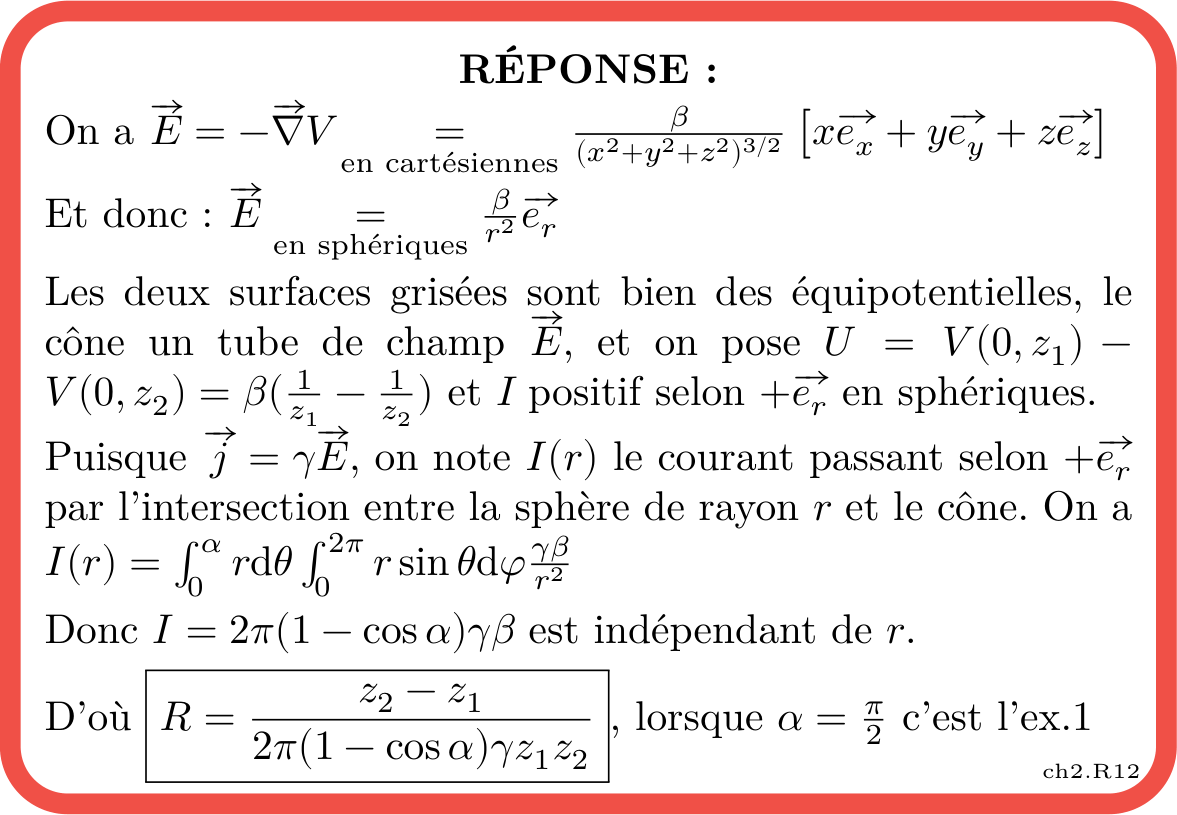 RÉPONSE :
On a $\overrightarrow{E} = -\overrightarrow{\nabla}V \underset{\text{en cartésiennes}}{=} \frac{\beta}{(x^2+y^2+z^2)^{3/2}} \left[x\overrightarrow{e_x} + y\overrightarrow{e_y} + z\overrightarrow{e_z}\right]$
Et donc : $\overrightarrow{E} \underset{\text{en sphériques}}{=} \frac{\beta}{r^2}\overrightarrow{e_r}$
Les deux surfaces grisées sont bien des équipotentielles, le
cône un tube de champ $\overrightarrow{E}$, et on pose $U = V(0, z_1) -$
$V(0, z_2) = \beta(\frac{1}{z_1} - \frac{1}{z_2})$ et $I$ positif selon $+\overrightarrow{e_r}$ en sphériques.
Puisque $\overrightarrow{j} = \gamma\overrightarrow{E}$, on note $I(r)$ le courant passant selon $+\overrightarrow{e_r}$
par l'intersection entre la sphère de rayon $r$ et le cône. On a
$I(r) = \int_0^{\alpha} r\mathrm{d}\theta \int_0^{2\pi} r\sin\theta\mathrm{d}\varphi\frac{\gamma\beta}{r^2}$
Donc $I = 2\pi(1 - \cos\alpha)\gamma\beta$ est indépendant de $r$.
D'où $\boxed{R = \frac{z_2 - z_1}{2\pi(1 - \cos\alpha)\gamma z_1 z_2}}$, lorsque $\alpha = \frac{\pi}{2}$ c'est l'ex.1
ch2.R12